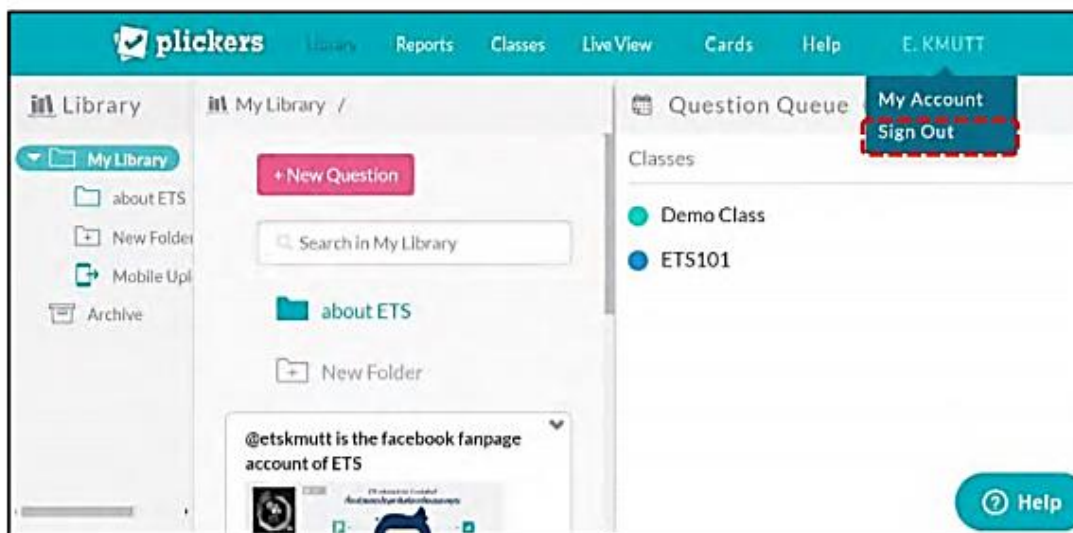 plickers Library Reports Classes Live View Cards Help E. KMUTT
My Account
Sign Out
Library
My Library
about ETS
New Folder
Mobile Upl
Archive
My Library /
+ New Question
Search in My Library
about ETS
New Folder
@etskmutt is the facebook fanpage
account of ETS
Question Queue
Classes
Demo Class
ETS101
Help